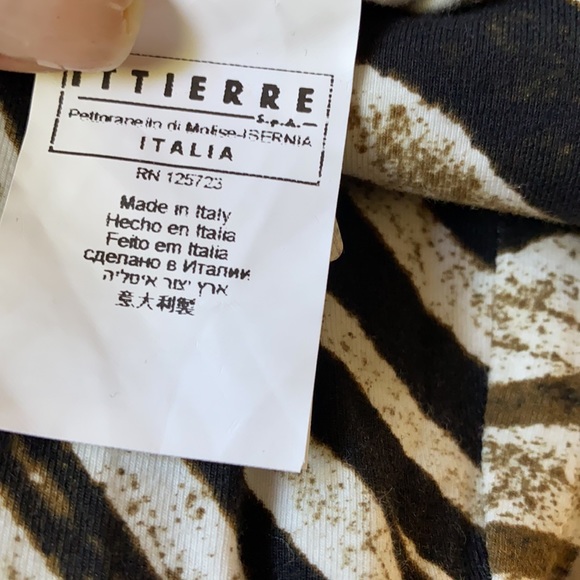 ITTIERRE
S.p.A.
Pettoranello di Molise-ISERNIA
ITALIA
RN 125723
Made in Italy
Hecho en Italia
Feito em Italia
сделано в Италии
ארץ יצור איטליה
意大利製